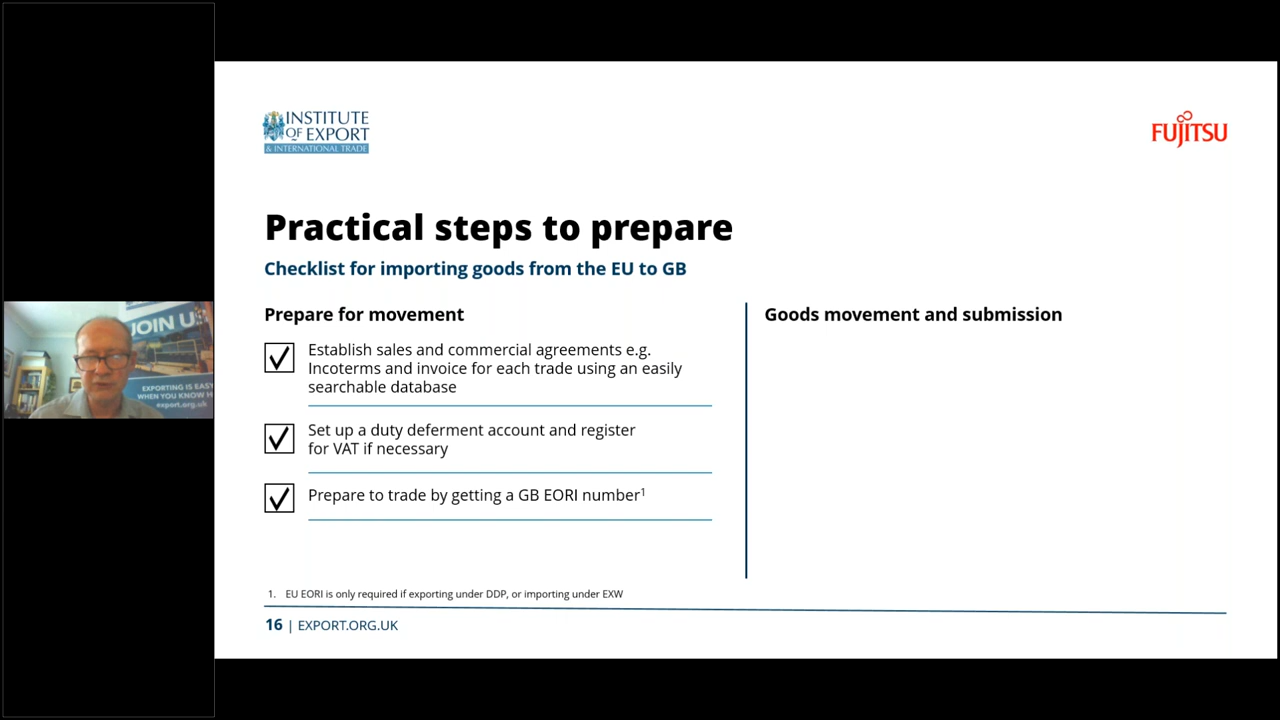 INSTITUTE
OF EXPORT
& INTERNATIONAL TRADE
FUJITSU
Practical steps to prepare
Checklist for importing goods from the EU to GB
Prepare for movement
Establish sales and commercial agreements e.g.
Incoterms and invoice for each trade using an easily
searchable database
Set up a duty deferment account and register
for VAT if necessary
Prepare to trade by getting a GB EORI number¹
Goods movement and submission
1. EU EORI is only required if exporting under DDP, or importing under EXW
16 | EXPORT.ORG.UK
JOIN U
EXPORTING IS EASY
WHEN YOU KNOW H
export.org.uk